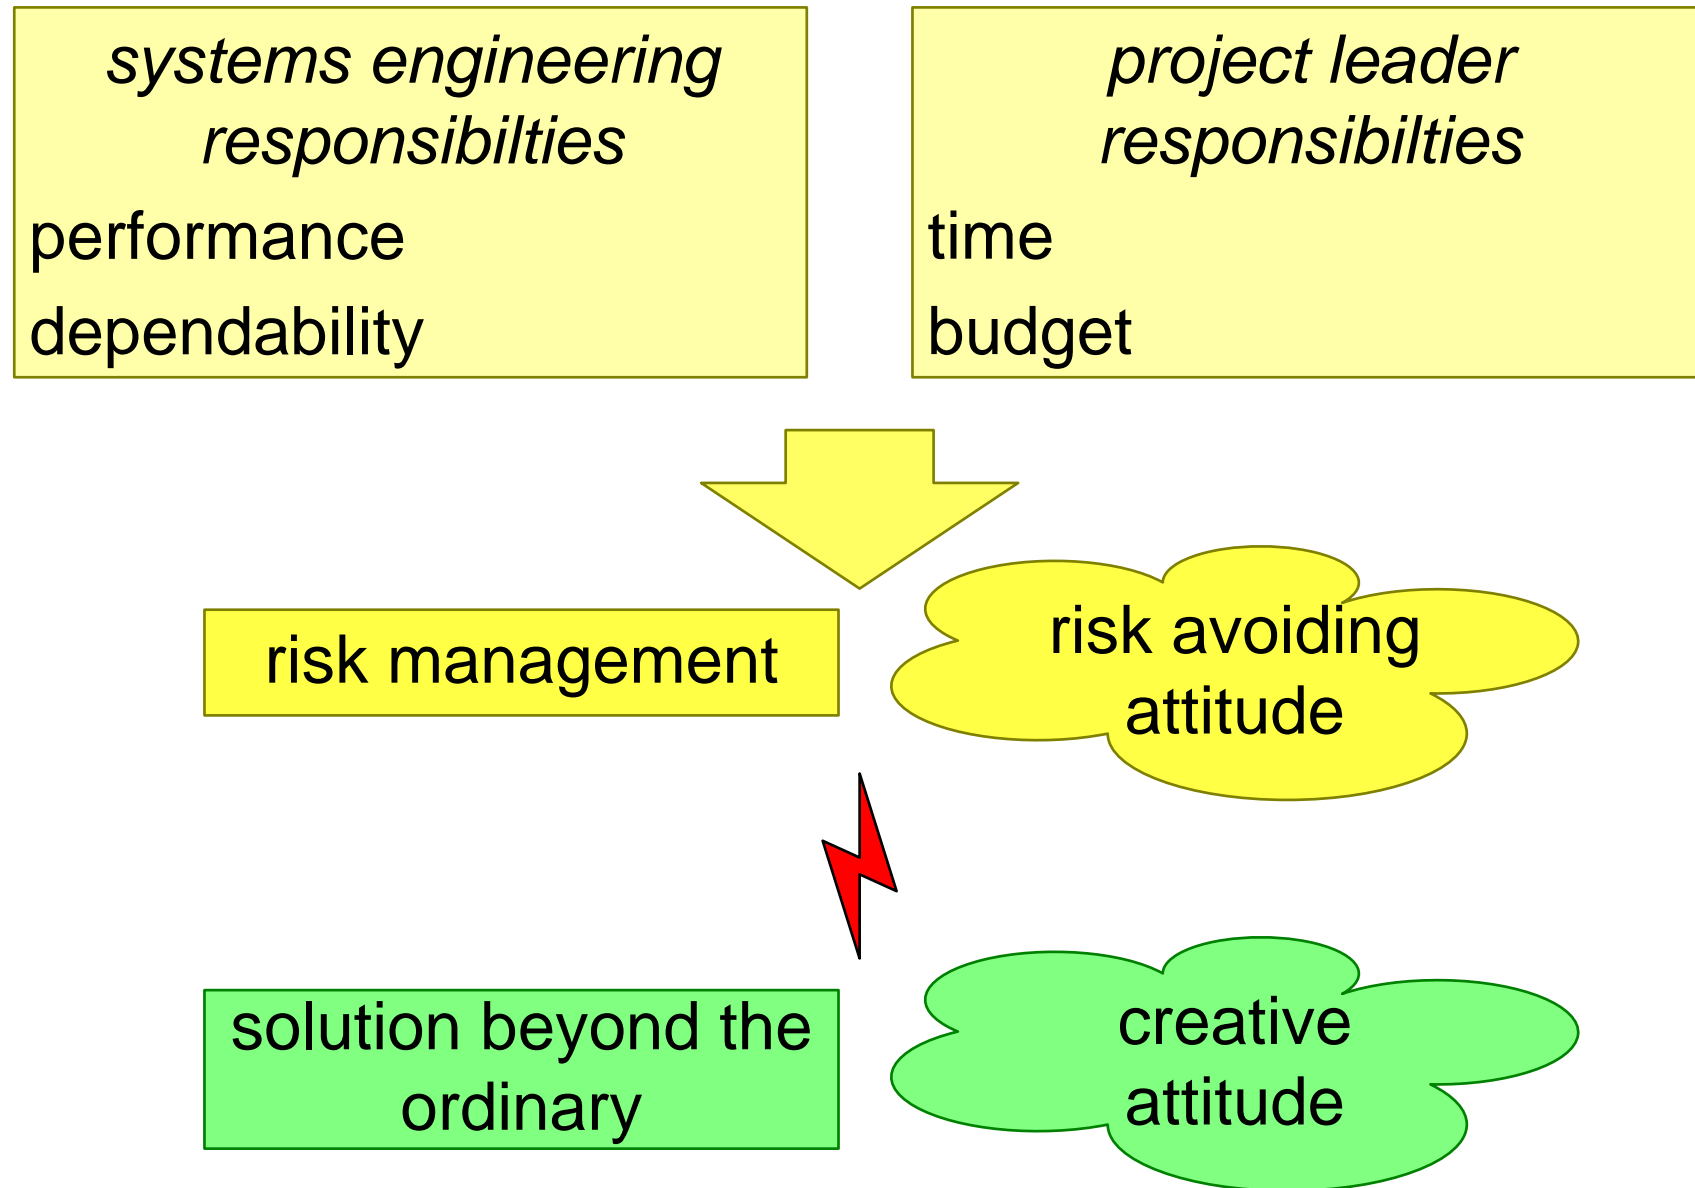 systems engineering
responsibilties
performance
dependability
project leader
responsibilties
time
budget
risk management
risk avoiding
attitude
solution beyond the
ordinary
creative
attitude